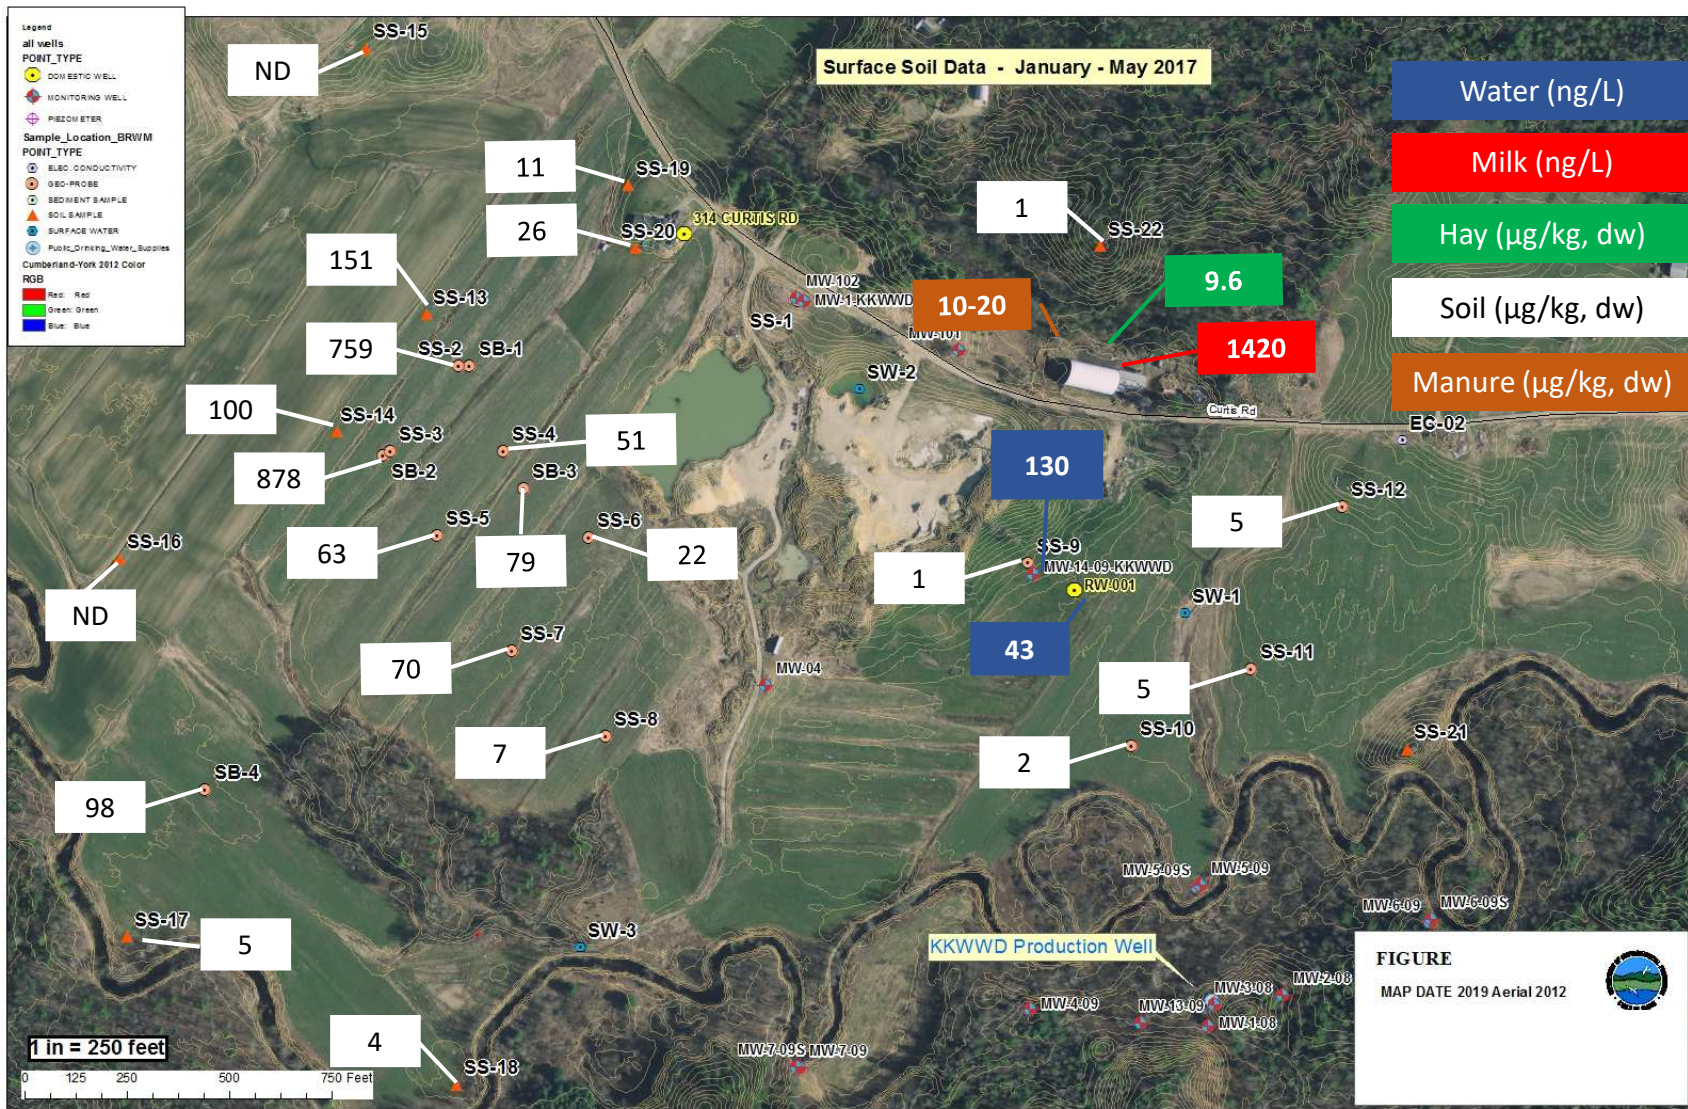 Legend
all wells
POINT_TYPE
DOMESTIC WELL
MONITORING WELL
PIEZOMETER
Sample_Location_BRWM
POINT_TYPE
ELEC. CONDUCTIVITY
GEO-PROBE
SEDIMENT SAMPLE
SOIL SAMPLE
SURFACE WATER
Public_Drinking_Water_Supplies
Cumberland-York 2012 Color
RGB
Red: Red
Green: Green
Blue: Blue
Surface Soil Data - January - May 2017
Water (ng/L)
Milk (ng/L)
Hay (µg/kg, dw)
Soil (µg/kg, dw)
Manure (µg/kg, dw)
SS-15
ND
SS-19
11
314 CURTIS RD
SS-20
26
SS-22
1
151
SS-13
MW-102
MW-1-KKWWD
SS-1
MW-101
10-20
9.6
1420
759
SS-2
SB-1
SW-2
Curtis Rd
EC-02
100
SS-14
SS-3
SB-2
878
SS-4
51
SB-3
79
130
SS-12
5
SS-16
ND
SS-5
63
SS-6
22
SS-9
1
MW-14-09-KKWWD
RW-001
43
SW-1
SS-7
70
MW-04
SS-11
5
SS-8
7
SS-10
2
SS-21
SB-4
98
MW-5-09S
MW-5-09
MW-6-09
MW-6-09S
SS-17
5
SW-3
KKWWD Production Well
MW-3-08
MW-2-08
MW-4-09
MW-13-09
MW-1-08
MW-7-09S
MW-7-09
4
SS-18
1 in = 250 feet
0 125 250 500 750 Feet
FIGURE
MAP DATE 2019 Aerial 2012